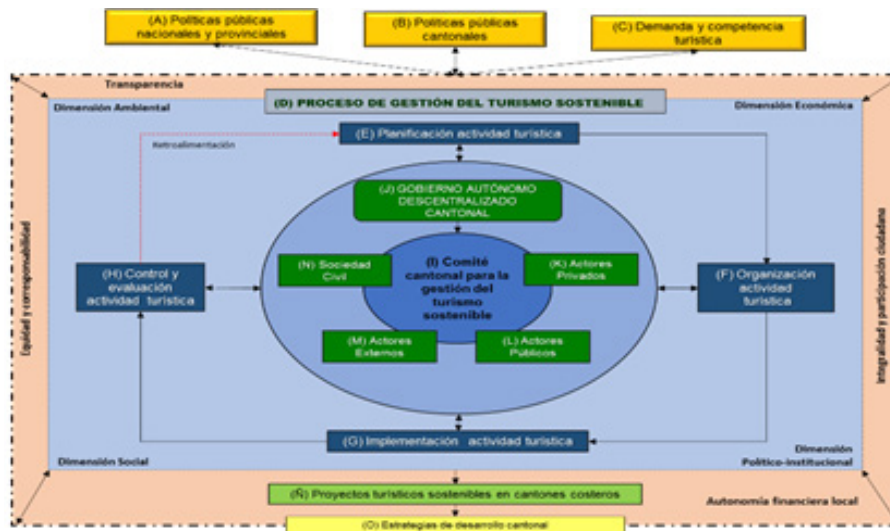 (A) Políticas públicas
nacionales y provinciales
(B) Políticas públicas
cantonales
(C) Demanda y competencia
turística
Transparencia
Dimensión Ambiental
(D) PROCESO DE GESTIÓN DEL TURISMO SOSTENIBLE
Dimensión Económica
(E) Planificación actividad turística
Retroalimentación
(J) GOBIERNO AUTÓNOMO
DESCENTRALIZADO
CANTONAL
Equidad y corresponsabilidad
(H) Control y
evaluación
actividad turística
(N) Sociedad
Civil
(I) Comité
cantonal para la
gestión del
turismo
sostenible
(K) Actores
Privados
(F) Organización
actividad
turística
Integralidad y participación ciudadana
(M) Actores
Externos
(L) Actores
Públicos
(G) Implementación actividad turística
Dimensión Social
Dimensión
Político-institucional
(Ñ) Proyectos turísticos sostenibles en cantones costeros
Autonomía financiera local
(O) Estrategias de desarrollo cantonal